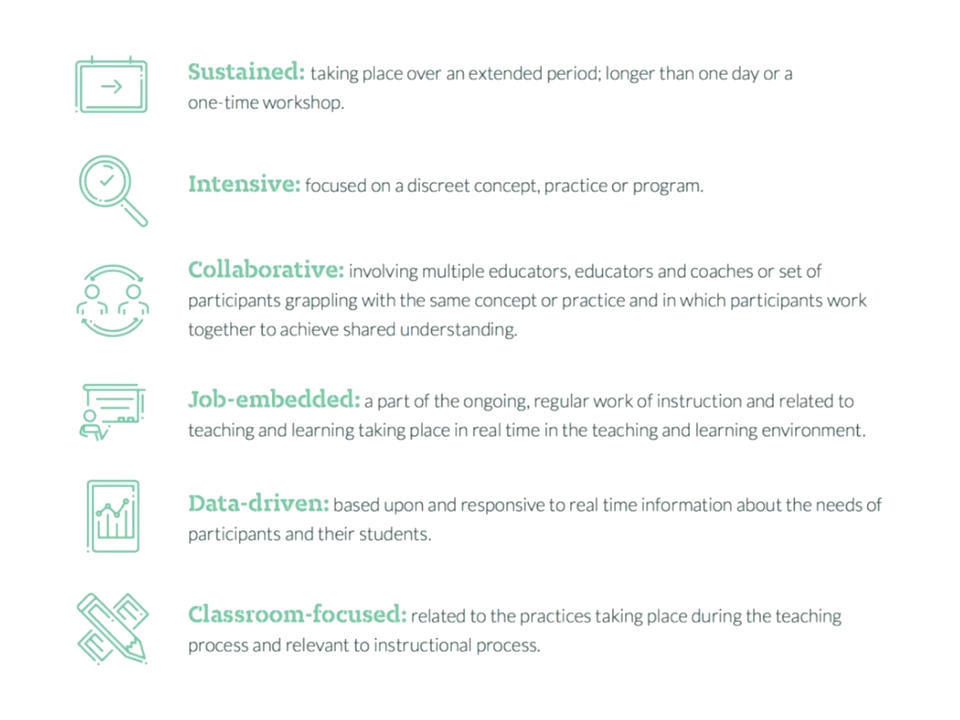 Sustained: taking place over an extended period; longer than one day or a
one-time workshop.
Intensive: focused on a discreet concept, practice or program.
Collaborative: involving multiple educators, educators and coaches or set of
participants grappling with the same concept or practice and in which participants work
together to achieve shared understanding.
Job-embedded: a part of the ongoing, regular work of instruction and related to
teaching and learning taking place in real time in the teaching and learning environment.
Data-driven: based upon and responsive to real time information about the needs of
participants and their students.
Classroom-focused: related to the practices taking place during the teaching
process and relevant to instructional process.